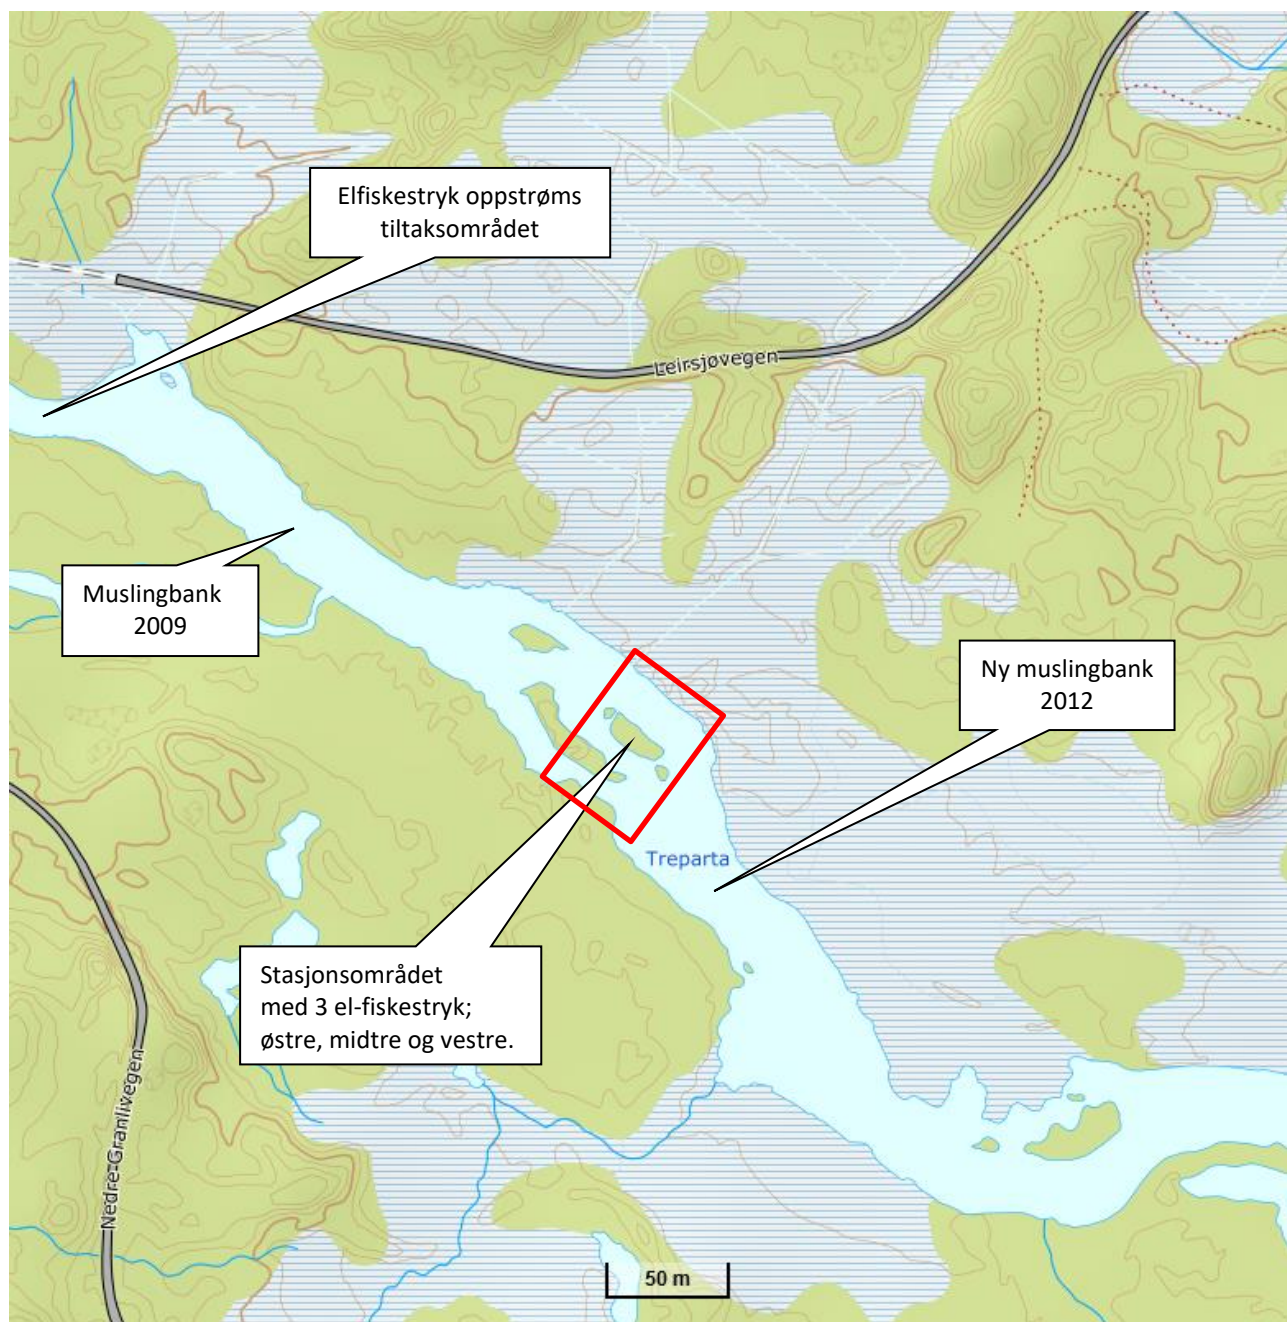 Elfiskestryk oppstrøms
tiltaksområdet
Leirsjøvegen
Muslingbank
2009
Ny muslingbank
2012
Treparta
Stasjonsområdet
med 3 el-fiskestryk;
østre, midtre og vestre.
Nedre-Granlivegen
50 m